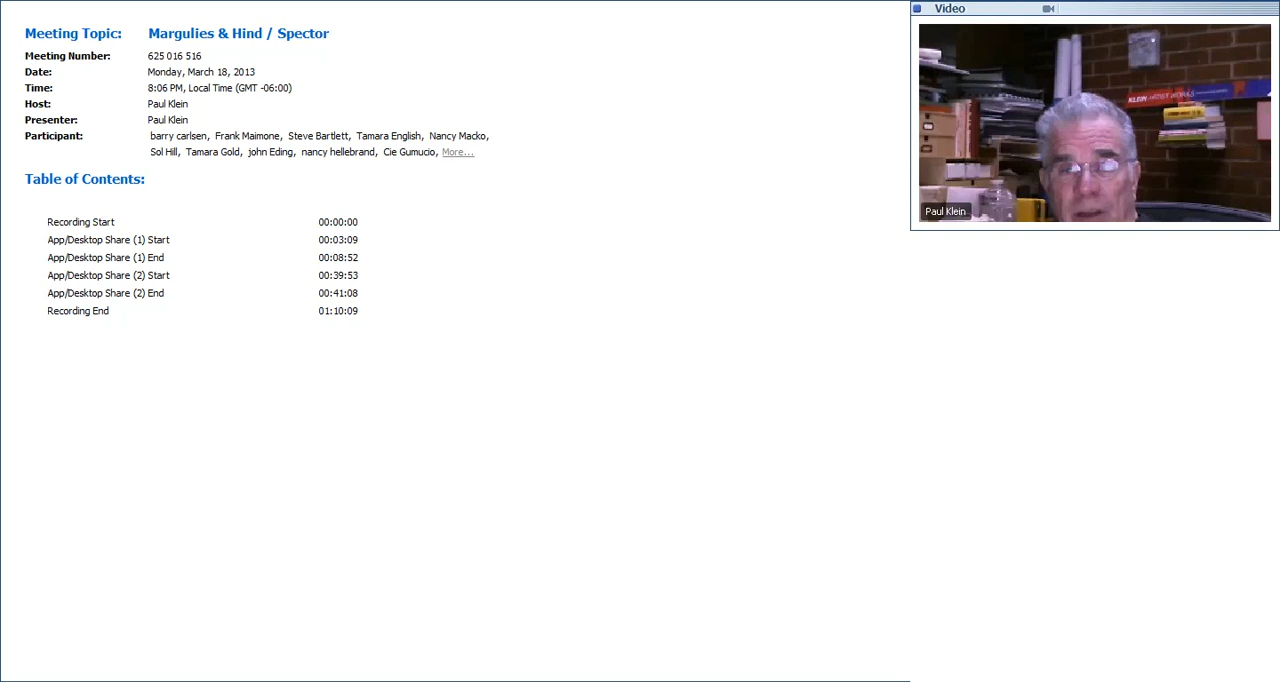 Meeting Topic: Margulies & Hind / Spector
Meeting Number: 625 016 516
Date: Monday, March 18, 2013
Time: 8:06 PM, Local Time (GMT -06:00)
Host: Paul Klein
Presenter: Paul Klein
Participant: barry carlsen, Frank Maimone, Steve Bartlett, Tamara English, Nancy Macko,
Sol Hill, Tamara Gold, john Eding, nancy hellebrand, Cie Gumucio, More...
Table of Contents:
Recording Start 00:00:00
App/Desktop Share (1) Start 00:03:09
App/Desktop Share (1) End 00:08:52
App/Desktop Share (2) Start 00:39:53
App/Desktop Share (2) End 00:41:08
Recording End 01:10:09
Video
KLEIN ARTIST WORKS
Paul Klein